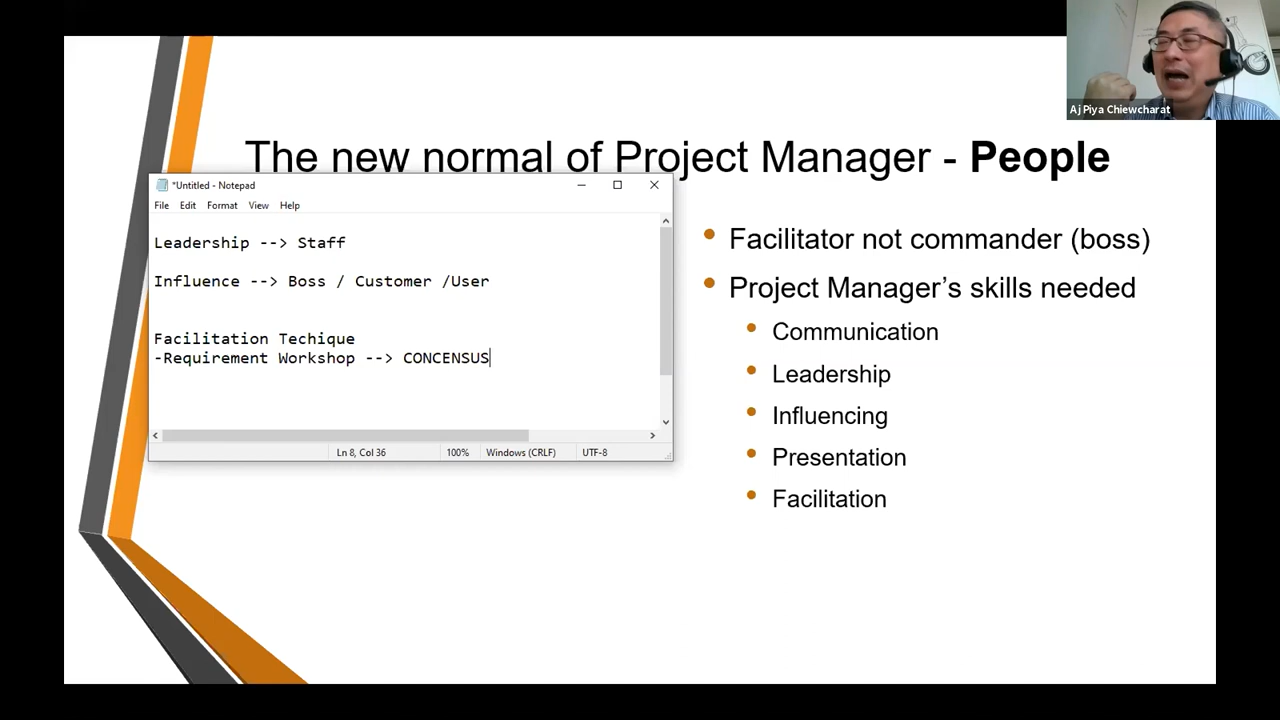 Aj Piya Chiewcharat
The new normal of Project Manager - People
*Untitled - Notepad
File Edit Format View Help
Leadership --> Staff
Influence --> Boss / Customer /User
Facilitation Techique
-Requirement Workshop --> CONCENSUS
Ln 8, Col 36 100% Windows (CRLF) UTF-8
• Facilitator not commander (boss)
• Project Manager’s skills needed
• Communication
• Leadership
• Influencing
• Presentation
• Facilitation